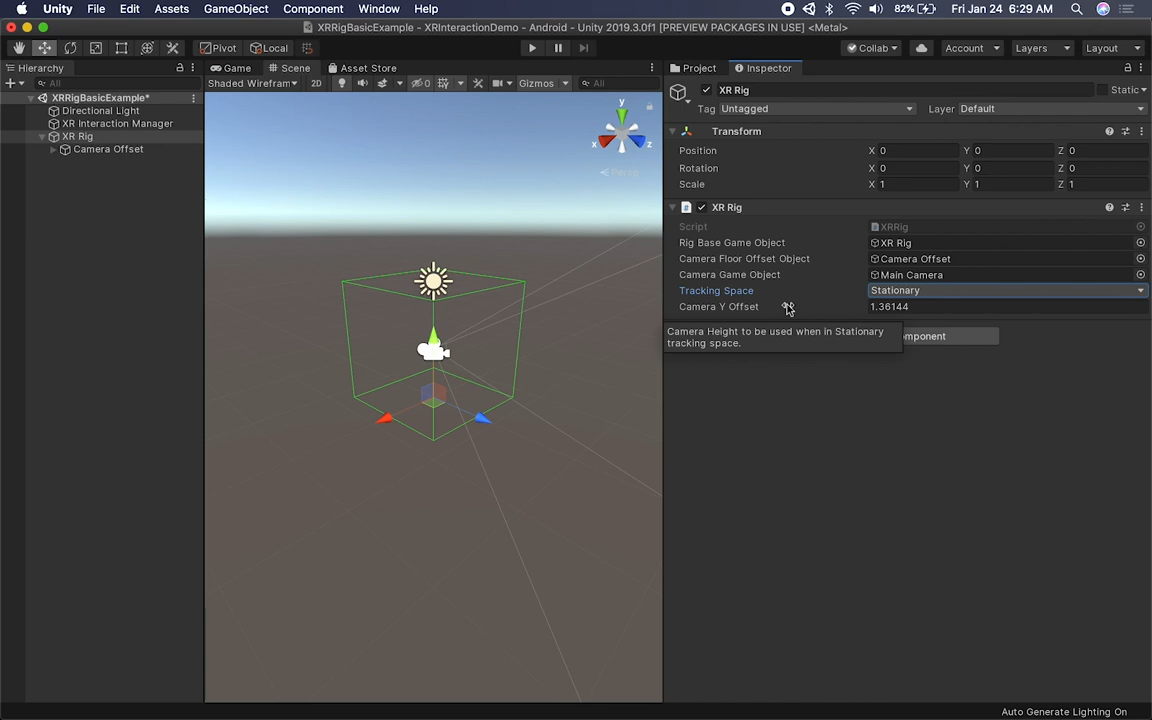 Unity File Edit Assets GameObject Component Window Help 82% Fri Jan 24 6:29 AM
XRRigBasicExample - XRInteractionDemo - Android - Unity 2019.3.0f1 [PREVIEW PACKAGES IN USE] <Metal>
Pivot Local Collab Account Layers Layout
Hierarchy Game Scene Asset Store Project Inspector
All Shaded Wirefram 2D 0 Gizmos All XR Rig Static
XRRigBasicExample*
Directional Light
XR Interaction Manager
XR Rig
Camera Offset
y
x
z
Persp
Tag Untagged Layer Default
Transform
Position X 0 Y 0 Z 0
Rotation X 0 Y 0 Z 0
Scale X 1 Y 1 Z 1
XR Rig
Script XRRig
Rig Base Game Object XR Rig
Camera Floor Offset Object Camera Offset
Camera Game Object Main Camera
Tracking Space Stationary
Camera Y Offset 1.36144
Camera Height to be used when in Stationary
tracking space.
omponent
Auto Generate Lighting On